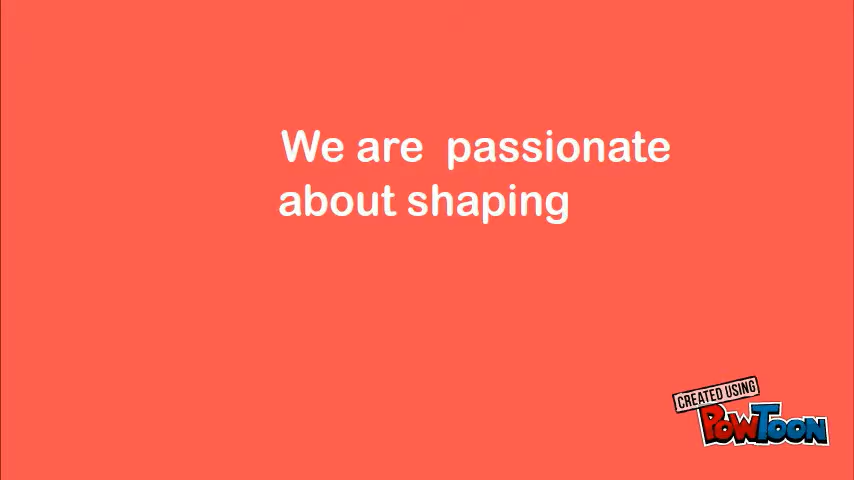 We are  passionate
about shaping
CREATED USING
POWTOON